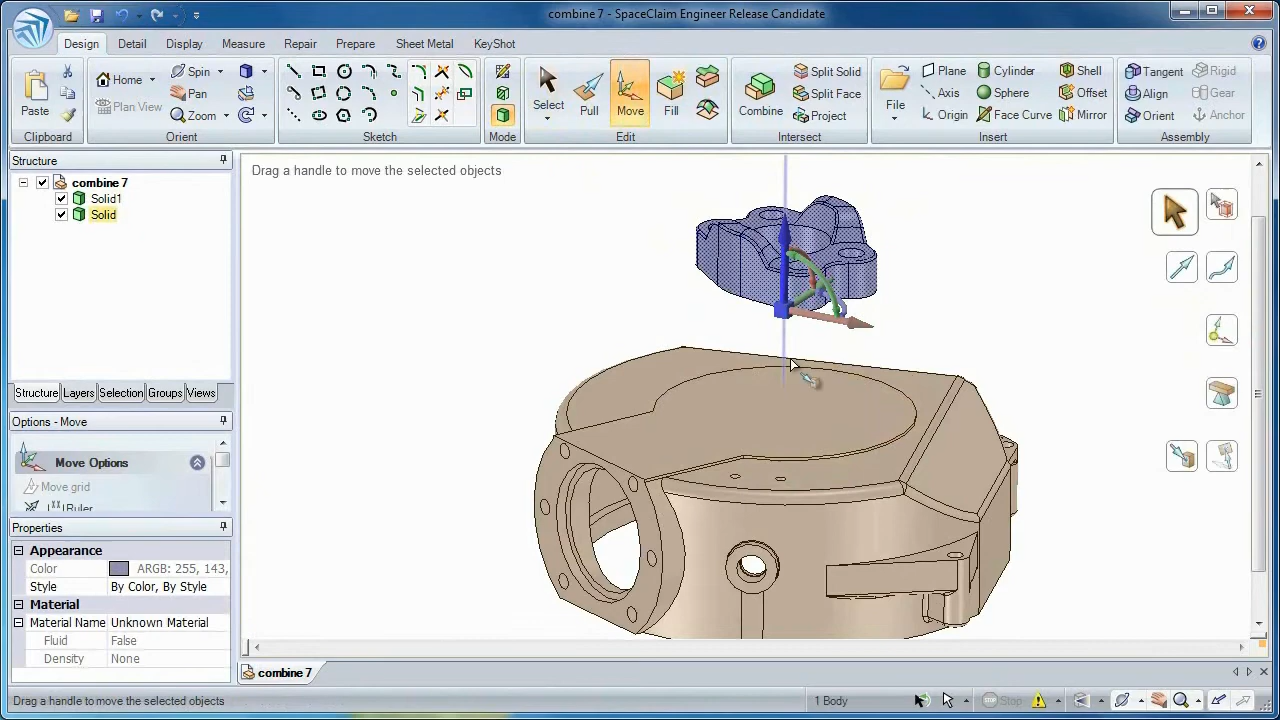 combine 7 - SpaceClaim Engineer Release Candidate
Design Detail Display Measure Repair Prepare Sheet Metal KeyShot
Paste
Clipboard
Home
Plan View
Spin
Pan
Zoom
Orient
Sketch
Mode
Select
Pull
Move
Fill
Edit
Combine
Split Solid
Split Face
Project
Intersect
File
Plane
Axis
Origin
Cylinder
Sphere
Face Curve
Shell
Offset
Mirror
Insert
Tangent
Align
Orient
Rigid
Gear
Anchor
Assembly
Structure
combine 7
Solid1
Solid
Structure Layers Selection Groups Views
Options - Move
Move Options
Move grid
Ruler
Properties
Appearance
Color ARGB: 255, 143,
Style By Color, By Style
Material
Material Name Unknown Material
Fluid False
Density None
Drag a handle to move the selected objects
combine 7
Drag a handle to move the selected objects
1 Body
Stop